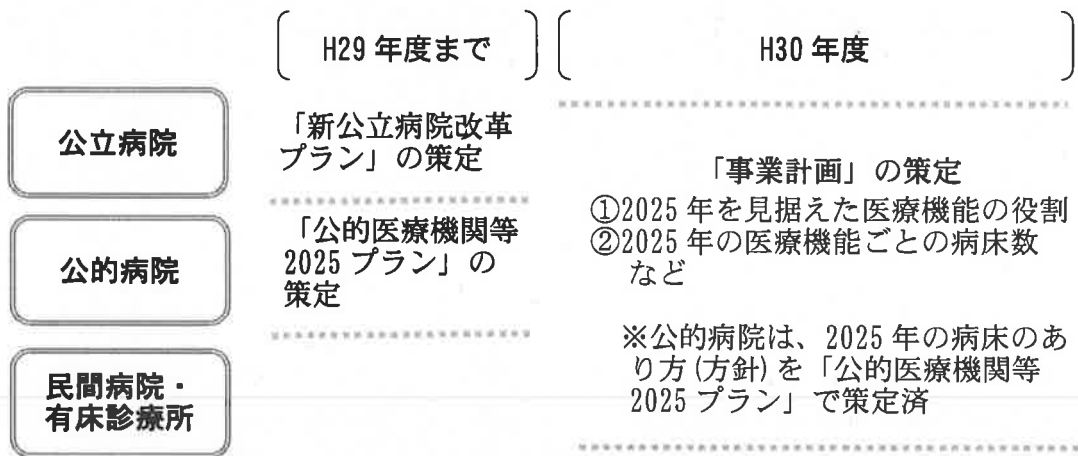 H29 年度まで
H30 年度
公立病院
「新公立病院改革
プラン」の策定
公的病院
「公的医療機関等
2025 プラン」の
策定
民間病院・
有床診療所
「事業計画」の策定
①2025 年を見据えた医療機能の役割
②2025 年の医療機能ごとの病床数
など
※公的病院は、2025 年の病床のあ
り方(方針)を「公的医療機関等
2025 プラン」で策定済